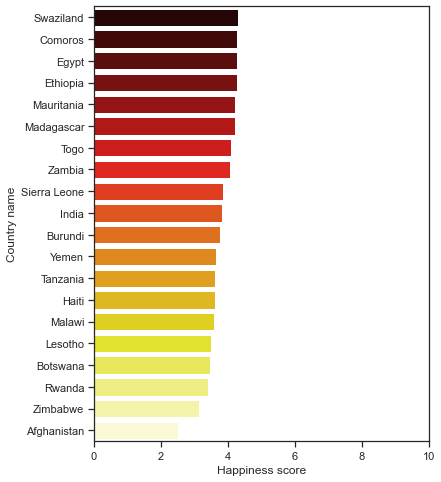 Swaziland
Comoros
Egypt
Ethiopia
Mauritania
Madagascar
Togo
Zambia
Sierra Leone
India
Burundi
Yemen
Tanzania
Haiti
Malawi
Lesotho
Botswana
Rwanda
Zimbabwe
Afghanistan
Country name
0 2 4 6 8 10
Happiness score